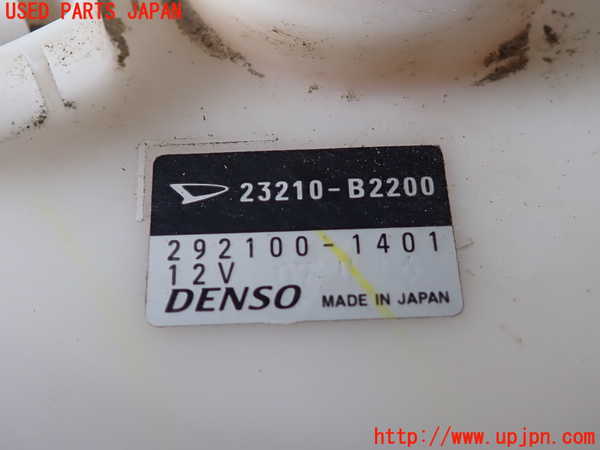 USED PARTS JAPAN
23210-B2200
292100-1401
12V
DENSO MADE IN JAPAN
http://www.upjpn.com/